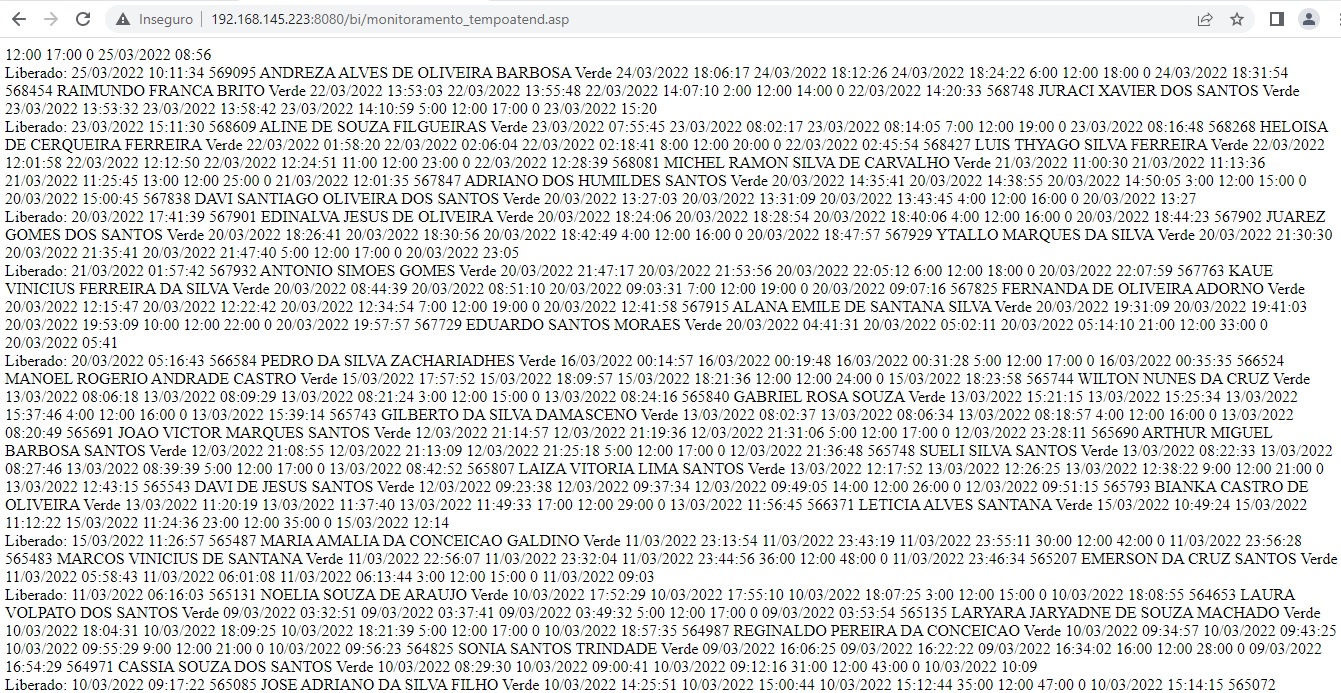 Inseguro | 192.168.145.223:8080/bi/monitoramento_tempoatend.asp
12:00 17:00 0 25/03/2022 08:56
Liberado: 25/03/2022 10:11:34 569095 ANDREZA ALVES DE OLIVEIRA BARBOSA Verde 24/03/2022 18:06:17 24/03/2022 18:12:26 24/03/2022 18:24:22 6:00 12:00 18:00 0 24/03/2022 18:31:54
568454 RAIMUNDO FRANCA BRITO Verde 22/03/2022 13:53:03 22/03/2022 13:55:48 22/03/2022 14:07:10 2:00 12:00 14:00 0 22/03/2022 14:20:33 568748 JURACI XAVIER DOS SANTOS Verde
23/03/2022 13:53:32 23/03/2022 13:58:42 23/03/2022 14:10:59 5:00 12:00 17:00 0 23/03/2022 15:20
Liberado: 23/03/2022 15:11:30 568609 ALINE DE SOUZA FILGUEIRAS Verde 23/03/2022 07:55:45 23/03/2022 08:02:17 23/03/2022 08:14:05 7:00 12:00 19:00 0 23/03/2022 08:16:48 568268 HELOISA
DE CERQUEIRA FERREIRA Verde 22/03/2022 01:58:20 22/03/2022 02:06:04 22/03/2022 02:18:41 8:00 12:00 20:00 0 22/03/2022 02:45:54 568427 LUIS THYAGO SILVA FERREIRA Verde 22/03/2022
12:01:58 22/03/2022 12:12:50 22/03/2022 12:24:51 11:00 12:00 23:00 0 22/03/2022 12:28:39 568081 MICHEL RAMON SILVA DE CARVALHO Verde 21/03/2022 11:00:30 21/03/2022 11:13:36
21/03/2022 11:25:45 13:00 12:00 25:00 0 21/03/2022 12:01:35 567847 ADRIANO DOS HUMILDES SANTOS Verde 20/03/2022 14:35:41 20/03/2022 14:38:55 20/03/2022 14:50:05 3:00 12:00 15:00 0
20/03/2022 15:00:45 567838 DAVI SANTIAGO OLIVEIRA DOS SANTOS Verde 20/03/2022 13:27:03 20/03/2022 13:31:09 20/03/2022 13:43:45 4:00 12:00 16:00 0 20/03/2022 13:27
Liberado: 20/03/2022 17:41:39 567901 EDINALVA JESUS DE OLIVEIRA Verde 20/03/2022 18:24:06 20/03/2022 18:28:54 20/03/2022 18:40:06 4:00 12:00 16:00 0 20/03/2022 18:44:23 567902 JUAREZ
GOMES DOS SANTOS Verde 20/03/2022 18:26:41 20/03/2022 18:30:56 20/03/2022 18:42:49 4:00 12:00 16:00 0 20/03/2022 18:47:57 567929 YTALLO MARQUES DA SILVA Verde 20/03/2022 21:30:30
20/03/2022 21:35:41 20/03/2022 21:47:40 5:00 12:00 17:00 0 20/03/2022 23:05
Liberado: 21/03/2022 01:57:42 567932 ANTONIO SIMOES GOMES Verde 20/03/2022 21:47:17 20/03/2022 21:53:56 20/03/2022 22:05:12 6:00 12:00 18:00 0 20/03/2022 22:07:59 567763 KAUE
VINICIUS FERREIRA DA SILVA Verde 20/03/2022 08:44:39 20/03/2022 08:51:10 20/03/2022 09:03:31 7:00 12:00 19:00 0 20/03/2022 09:07:16 567825 FERNANDA DE OLIVEIRA ADORNO Verde
20/03/2022 12:15:47 20/03/2022 12:22:42 20/03/2022 12:34:54 7:00 12:00 19:00 0 20/03/2022 12:41:58 567915 ALANA EMILE DE SANTANA SILVA Verde 20/03/2022 19:31:09 20/03/2022 19:41:03
20/03/2022 19:53:09 10:00 12:00 22:00 0 20/03/2022 19:57:57 567729 EDUARDO SANTOS MORAES Verde 20/03/2022 04:41:31 20/03/2022 05:02:11 20/03/2022 05:14:10 21:00 12:00 33:00 0
20/03/2022 05:41
Liberado: 20/03/2022 05:16:43 566584 PEDRO DA SILVA ZACHARIADHES Verde 16/03/2022 00:14:57 16/03/2022 00:19:48 16/03/2022 00:31:28 5:00 12:00 17:00 0 16/03/2022 00:35:35 566524
MANOEL ROGERIO ANDRADE CASTRO Verde 15/03/2022 17:57:52 15/03/2022 18:09:57 15/03/2022 18:21:36 12:00 12:00 24:00 0 15/03/2022 18:23:58 565744 WILTON NUNES DA CRUZ Verde
13/03/2022 08:06:18 13/03/2022 08:09:29 13/03/2022 08:21:24 3:00 12:00 15:00 0 13/03/2022 08:24:16 565840 GABRIEL ROSA SOUZA Verde 13/03/2022 15:21:15 13/03/2022 15:25:34 13/03/2022
15:37:46 4:00 12:00 16:00 0 13/03/2022 15:39:14 565743 GILBERTO DA SILVA DAMASCENO Verde 13/03/2022 08:02:37 13/03/2022 08:06:34 13/03/2022 08:18:57 4:00 12:00 16:00 0 13/03/2022
08:20:49 565691 JOAO VICTOR MARQUES SANTOS Verde 12/03/2022 21:14:57 12/03/2022 21:19:36 12/03/2022 21:31:06 5:00 12:00 17:00 0 12/03/2022 23:28:11 565690 ARTHUR MIGUEL
BARBOSA SANTOS Verde 12/03/2022 21:08:55 12/03/2022 21:13:09 12/03/2022 21:25:18 5:00 12:00 17:00 0 12/03/2022 21:36:48 565748 SUELI SILVA SANTOS Verde 13/03/2022 08:22:33 13/03/2022
08:27:46 13/03/2022 08:39:39 5:00 12:00 17:00 0 13/03/2022 08:42:52 565807 LAIZA VITORIA LIMA SANTOS Verde 13/03/2022 12:17:52 13/03/2022 12:26:25 13/03/2022 12:38:22 9:00 12:00 21:00 0
13/03/2022 12:43:15 565543 DAVI DE JESUS SANTOS Verde 12/03/2022 09:23:38 12/03/2022 09:37:34 12/03/2022 09:49:05 14:00 12:00 26:00 0 12/03/2022 09:51:15 565793 BIANKA CASTRO DE
OLIVEIRA Verde 13/03/2022 11:20:19 13/03/2022 11:37:40 13/03/2022 11:49:33 17:00 12:00 29:00 0 13/03/2022 11:56:45 566371 LETICIA ALVES SANTANA Verde 15/03/2022 10:49:24 15/03/2022
11:12:22 15/03/2022 11:24:36 23:00 12:00 35:00 0 15/03/2022 12:14
Liberado: 15/03/2022 11:26:57 565487 MARIA AMALIA DA CONCEICAO GALDINO Verde 11/03/2022 23:13:54 11/03/2022 23:43:19 11/03/2022 23:55:11 30:00 12:00 42:00 0 11/03/2022 23:56:28
565483 MARCOS VINICIUS DE SANTANA Verde 11/03/2022 22:56:07 11/03/2022 23:32:04 11/03/2022 23:44:56 36:00 12:00 48:00 0 11/03/2022 23:46:34 565207 EMERSON DA CRUZ SANTOS Verde
11/03/2022 05:58:43 11/03/2022 06:01:08 11/03/2022 06:13:44 3:00 12:00 15:00 0 11/03/2022 09:03
Liberado: 11/03/2022 06:16:03 565131 NOELIA SOUZA DE ARAUJO Verde 10/03/2022 17:52:29 10/03/2022 17:55:10 10/03/2022 18:07:25 3:00 12:00 15:00 0 10/03/2022 18:08:55 564653 LAURA
VOLPATO DOS SANTOS Verde 09/03/2022 03:32:51 09/03/2022 03:37:41 09/03/2022 03:49:32 5:00 12:00 17:00 0 09/03/2022 03:53:54 565135 LARYARA JARYADNE DE SOUZA MACHADO Verde
10/03/2022 18:04:31 10/03/2022 18:09:25 10/03/2022 18:21:39 5:00 12:00 17:00 0 10/03/2022 18:57:35 564987 REGINALDO PEREIRA DA CONCEICAO Verde 10/03/2022 09:34:57 10/03/2022 09:43:25
10/03/2022 09:55:29 9:00 12:00 21:00 0 10/03/2022 09:56:23 564825 SONIA SANTOS TRINDADE Verde 09/03/2022 16:06:25 09/03/2022 16:22:22 09/03/2022 16:34:02 16:00 12:00 28:00 0 09/03/2022
16:54:29 564971 CASSIA SOUZA DOS SANTOS Verde 10/03/2022 08:29:30 10/03/2022 09:00:41 10/03/2022 09:12:16 31:00 12:00 43:00 0 10/03/2022 10:09
Liberado: 10/03/2022 09:17:22 565085 JOSE ADRIANO DA SILVA FILHO Verde 10/03/2022 14:25:51 10/03/2022 15:00:44 10/03/2022 15:12:44 35:00 12:00 47:00 0 10/03/2022 15:14:15 565072